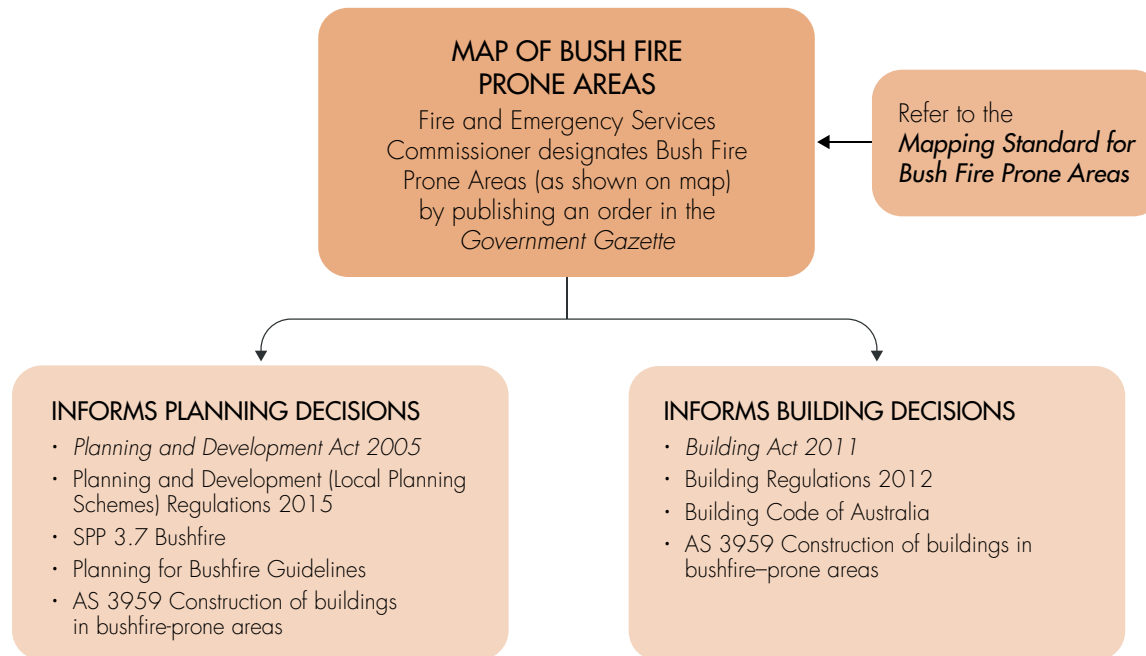 MAP OF BUSH FIRE
PRONE AREAS
Fire and Emergency Services
Commissioner designates Bush Fire
Prone Areas (as shown on map)
by publishing an order in the
Government Gazette
Refer to the
Mapping Standard for
Bush Fire Prone Areas
INFORMS PLANNING DECISIONS
• Planning and Development Act 2005
• Planning and Development (Local Planning
Schemes) Regulations 2015
• SPP 3.7 Bushfire
• Planning for Bushfire Guidelines
• AS 3959 Construction of buildings
in bushfire-prone areas
INFORMS BUILDING DECISIONS
• Building Act 2011
• Building Regulations 2012
• Building Code of Australia
• AS 3959 Construction of buildings in
bushfire–prone areas